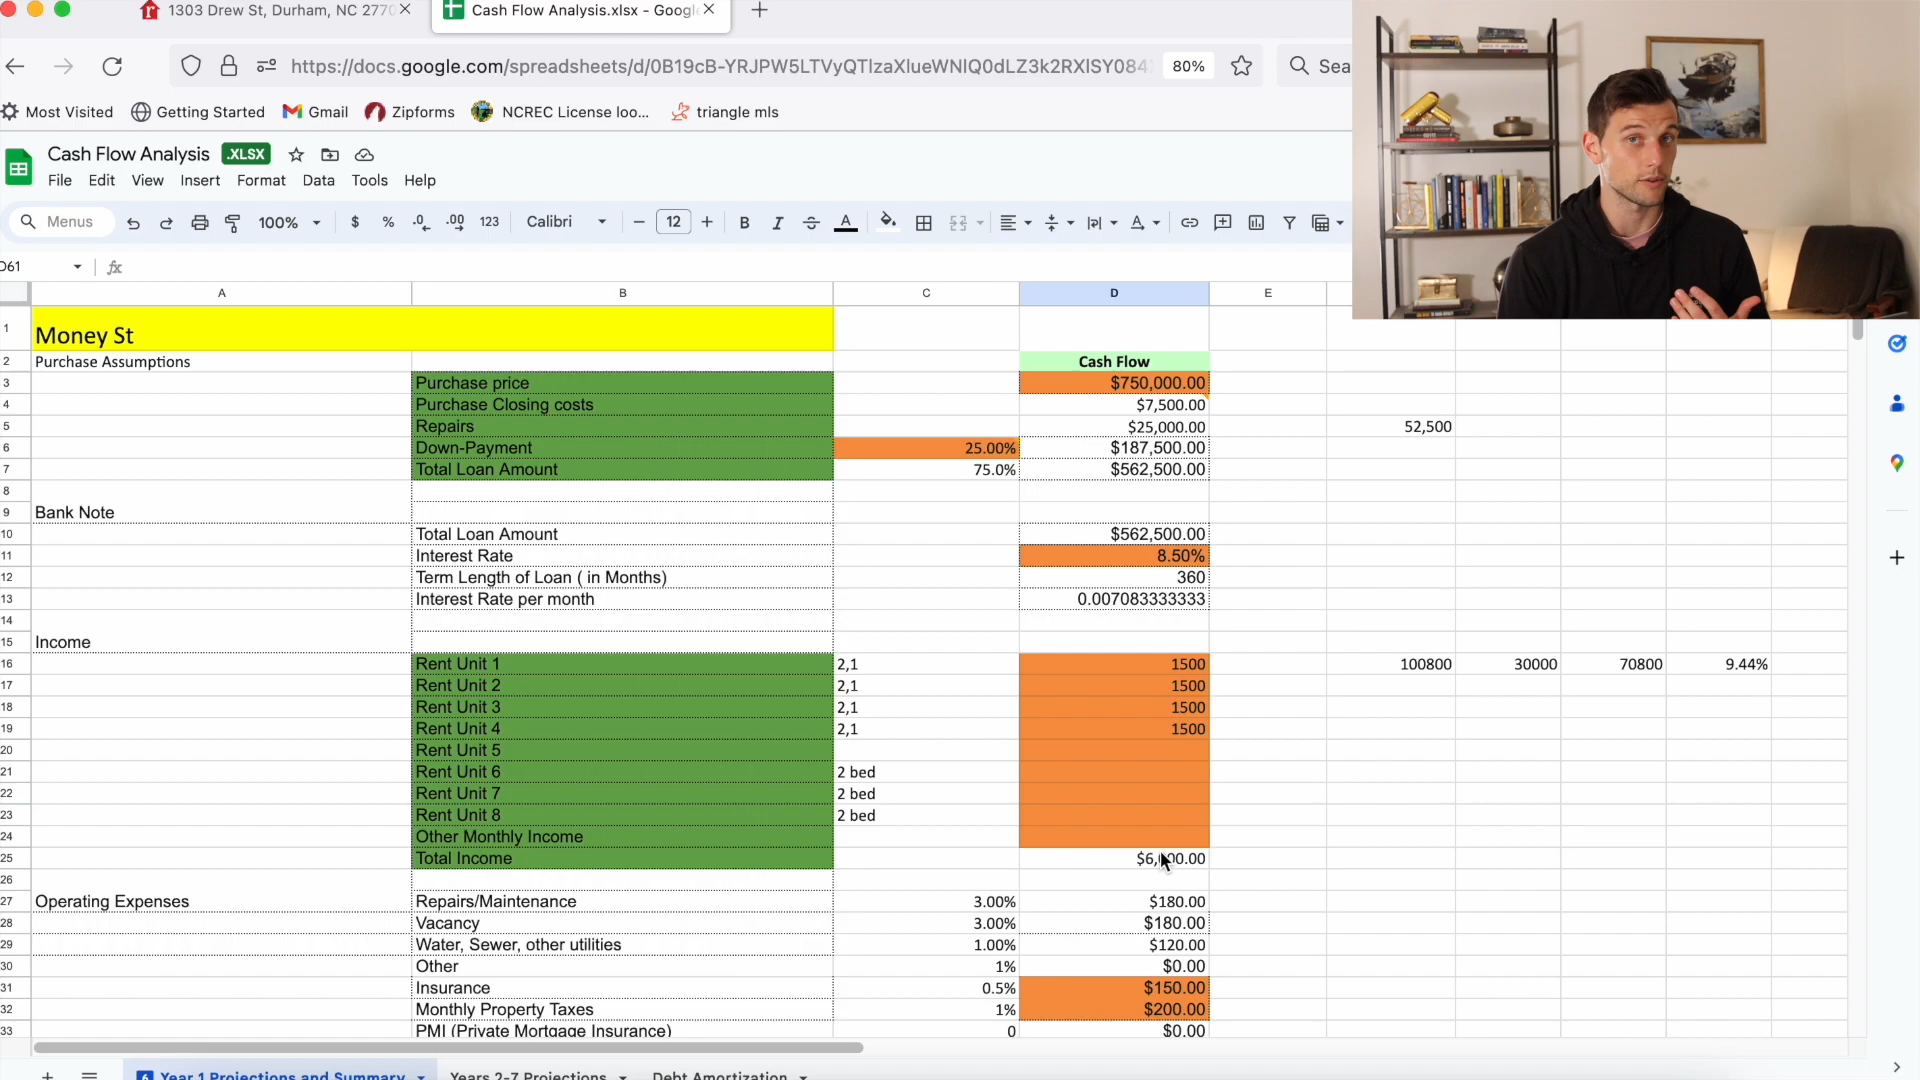 1303 Drew St, Durham, NC 2770
Cash Flow Analysis.xlsx - Google
https://docs.google.com/spreadsheets/d/0B19cB-YRJPW5LTVyQTlzaXlueWNlQ0dLZ3k2RXlSY084
80%
Sea
Most Visited
Getting Started
Gmail
Zipforms
NCREC License loo...
triangle mls
Cash Flow Analysis .XLSX
File Edit View Insert Format Data Tools Help
Menus 100% $ % .0 .00 123 Calibri 12 B I A
D61 fx
A B C D E
1 Money St
2 Purchase Assumptions Cash Flow
3 Purchase price $750,000.00
4 Purchase Closing costs $7,500.00
5 Repairs $25,000.00 52,500
6 Down-Payment 25.00% $187,500.00
7 Total Loan Amount 75.0% $562,500.00
8
9 Bank Note
10 Total Loan Amount $562,500.00
11 Interest Rate 8.50%
12 Term Length of Loan ( in Months) 360
13 Interest Rate per month 0.007083333333
14
15 Income
16 Rent Unit 1 2,1 1500 100800 30000 70800 9.44%
17 Rent Unit 2 2,1 1500
18 Rent Unit 3 2,1 1500
19 Rent Unit 4 2,1 1500
20 Rent Unit 5
21 Rent Unit 6 2 bed
22 Rent Unit 7 2 bed
23 Rent Unit 8 2 bed
24 Other Monthly Income
25 Total Income $6,000.00
26
27 Operating Expenses Repairs/Maintenance 3.00% $180.00
28 Vacancy 3.00% $180.00
29 Water, Sewer, other utilities 1.00% $120.00
30 Other 1% $0.00
31 Insurance 0.5% $150.00
32 Monthly Property Taxes 1% $200.00
33 PMI (Private Mortgage Insurance) 0 $0.00
6 Year 1 Projections and Summary Years 2-7 Projections Debt Amortization